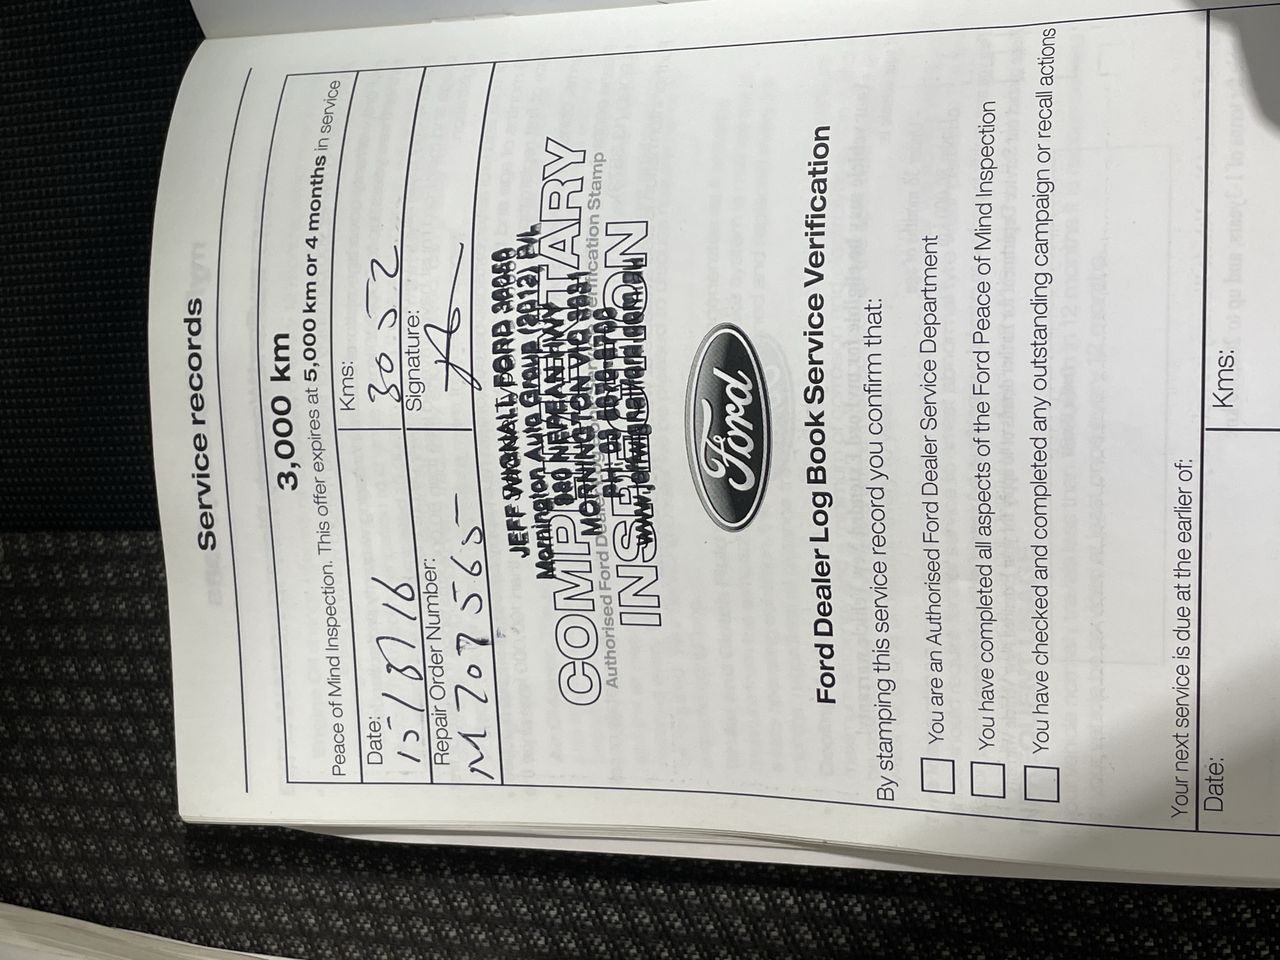 Service records
3,000 km
Peace of Mind Inspection. This offer expires at 5,000 km or 4 months in service
Date:
Kms:
3052
Repair Order Number:
Signature:
JEFF WIGNALL FORD 39050
Mornington Auto Group (2012) P/L
380 NEPEAN HWY
MORNINGTON VIC 3931
COMPLIMENTARY
Authorised Ford Dealer Verification Stamp
INSPECTION
Ford
Ford Dealer Log Book Service Verification
By stamping this service record you confirm that:
You are an Authorised Ford Dealer Service Department
You have completed all aspects of the Ford Peace of Mind Inspection
You have checked and completed any outstanding campaign or recall actions
Your next service is due at the earlier of:
Date:
Kms: